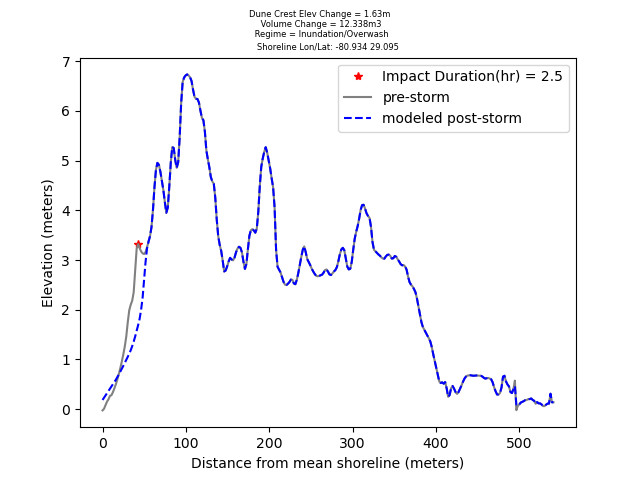 Dune Crest Elev Change = 1.63m
Volume Change = 12.338m3
Regime = Inundation/Overwash
Shoreline Lon/Lat: -80.934 29.095
Impact Duration(hr) = 2.5
pre-storm
modeled post-storm
7
6
5
4
3
2
1
0
Elevation (meters)
0 100 200 300 400 500
Distance from mean shoreline (meters)